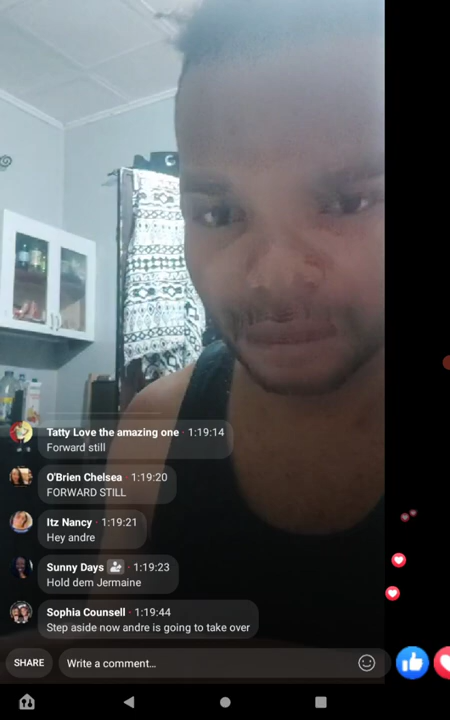 Tatty Love the amazing one · 1:19:14
Forward still
O'Brien Chelsea · 1:19:20
FORWARD STILL
Itz Nancy · 1:19:21
Hey andre
Sunny Days · 1:19:23
Hold dem Jermaine
Sophia Counsell · 1:19:44
Step aside now andre is going to take over
SHARE
Write a comment...